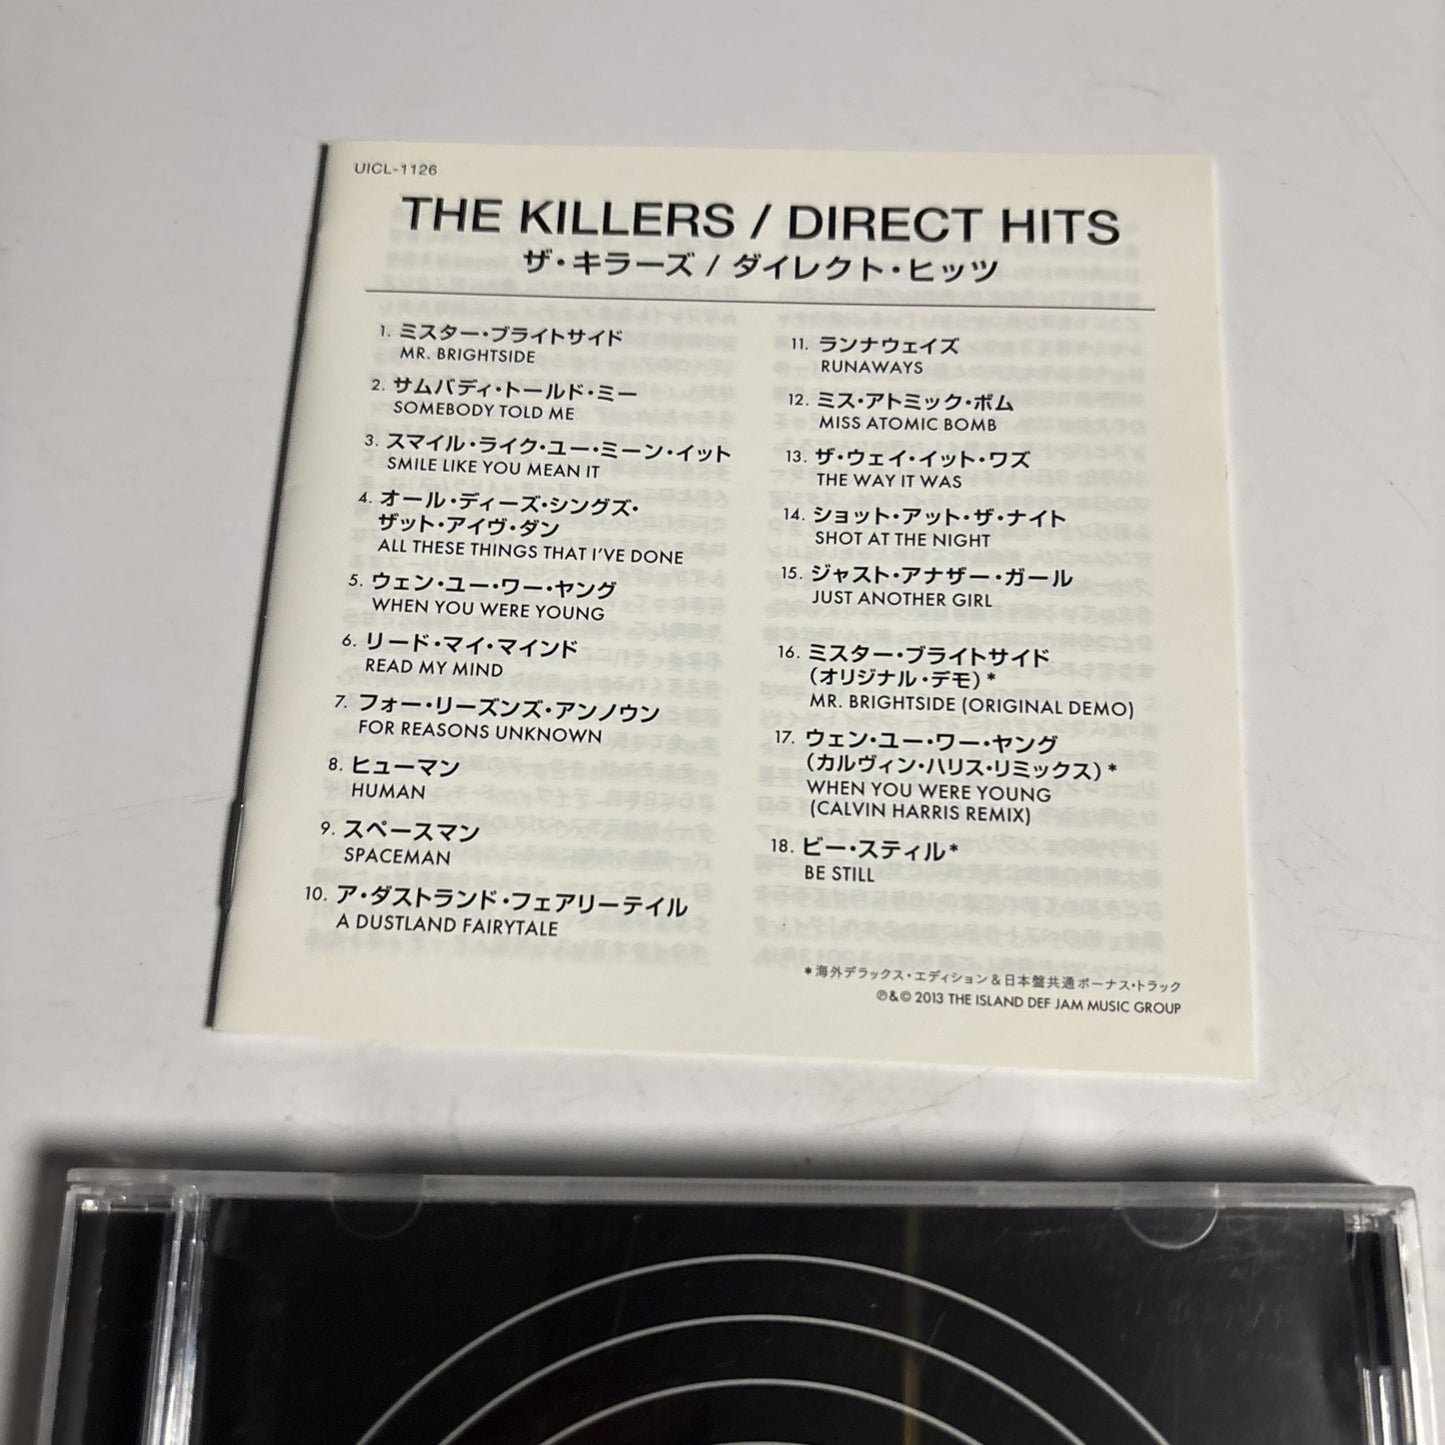 UICL-1126
THE KILLERS / DIRECT HITS
ザ・キラーズ / ダイレクト・ヒッツ
1. ミスター・ブライトサイド
MR. BRIGHTSIDE
2. サムバディ・トールド・ミー
SOMEBODY TOLD ME
3. スマイル・ライク・ユー・ミーン・イット
SMILE LIKE YOU MEAN IT
4. オール・ディーズ・シングズ・
ザット・アイヴ・ダン
ALL THESE THINGS THAT I'VE DONE
5. ウェン・ユー・ワー・ヤング
WHEN YOU WERE YOUNG
6. リード・マイ・マインド
READ MY MIND
7. フォー・リーズンズ・アンノウン
FOR REASONS UNKNOWN
8. ヒューマン
HUMAN
9. スペースマン
SPACEMAN
10. ア・ダストランド・フェアリーテイル
A DUSTLAND FAIRYTALE
11. ランナウェイズ
RUNAWAYS
12. ミス・アトミック・ボム
MISS ATOMIC BOMB
13. ザ・ウェイ・イット・ワズ
THE WAY IT WAS
14. ショット・アット・ザ・ナイト
SHOT AT THE NIGHT
15. ジャスト・アナザー・ガール
JUST ANOTHER GIRL
16. ミスター・ブライトサイド
(オリジナル・デモ)*
MR. BRIGHTSIDE (ORIGINAL DEMO)
17. ウェン・ユー・ワー・ヤング
(カルヴィン・ハリス・リミックス)*
WHEN YOU WERE YOUNG
(CALVIN HARRIS REMIX)
18. ビー・スティル*
BE STILL
*海外デラックス・エディション&日本盤共通ボーナス・トラック
℗&© 2013 THE ISLAND DEF JAM MUSIC GROUP